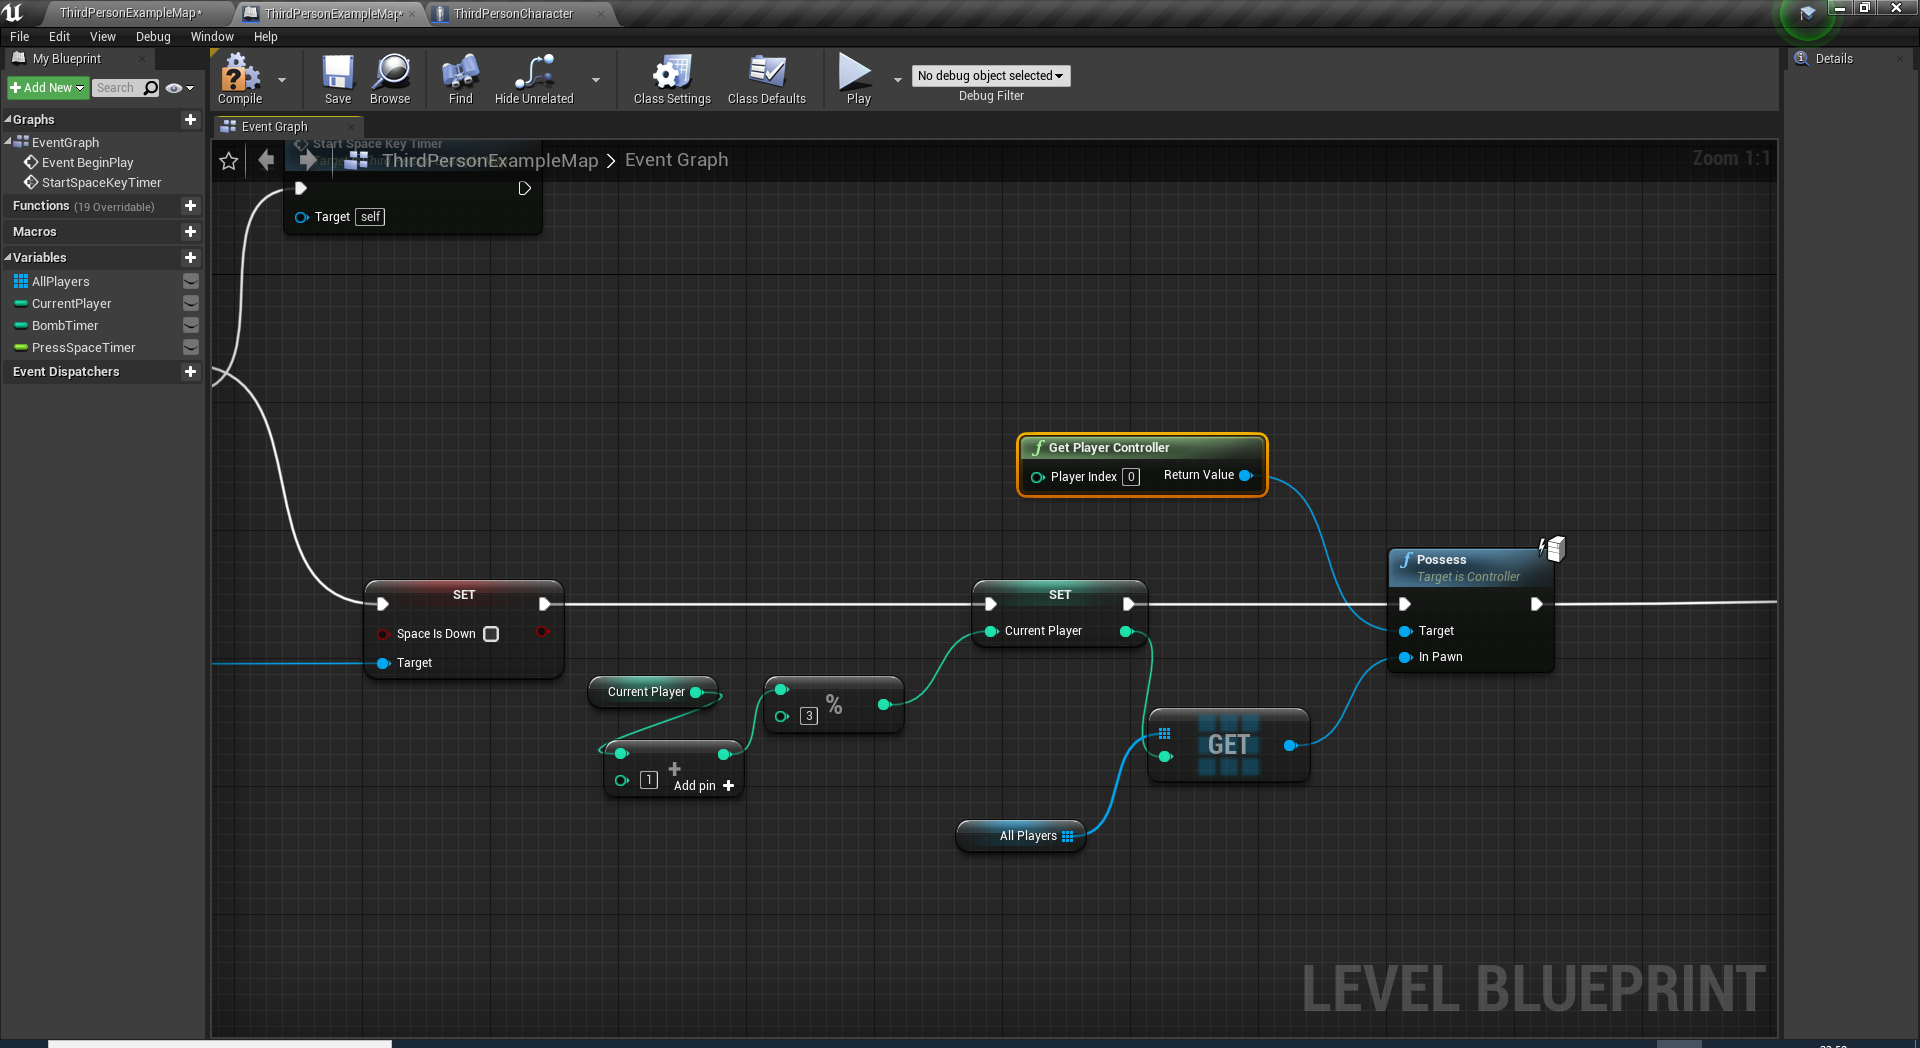 ThirdPersonExampleMap*
ThirdPersonExampleMap*
ThirdPersonCharacter
File Edit View Debug Window Help
My Blueprint
Details
Add New
Search
Compile
Save
Browse
Find
Hide Unrelated
Class Settings
Class Defaults
Play
No debug object selected
Debug Filter
Graphs
EventGraph
Event BeginPlay
StartSpaceKeyTimer
Functions (19 Overridable)
Macros
Variables
AllPlayers
CurrentPlayer
BombTimer
PressSpaceTimer
Event Dispatchers
Event Graph
Start Space Key Timer
ThirdPersonExampleMap > Event Graph
Zoom 1:1
Target self
Get Player Controller
Player Index 0 Return Value
Possess
Target is Controller
Target
In Pawn
SET
Space Is Down
Target
SET
Current Player
Current Player
3 %
+
1
Add pin +
GET
All Players
LEVEL BLUEPRINT